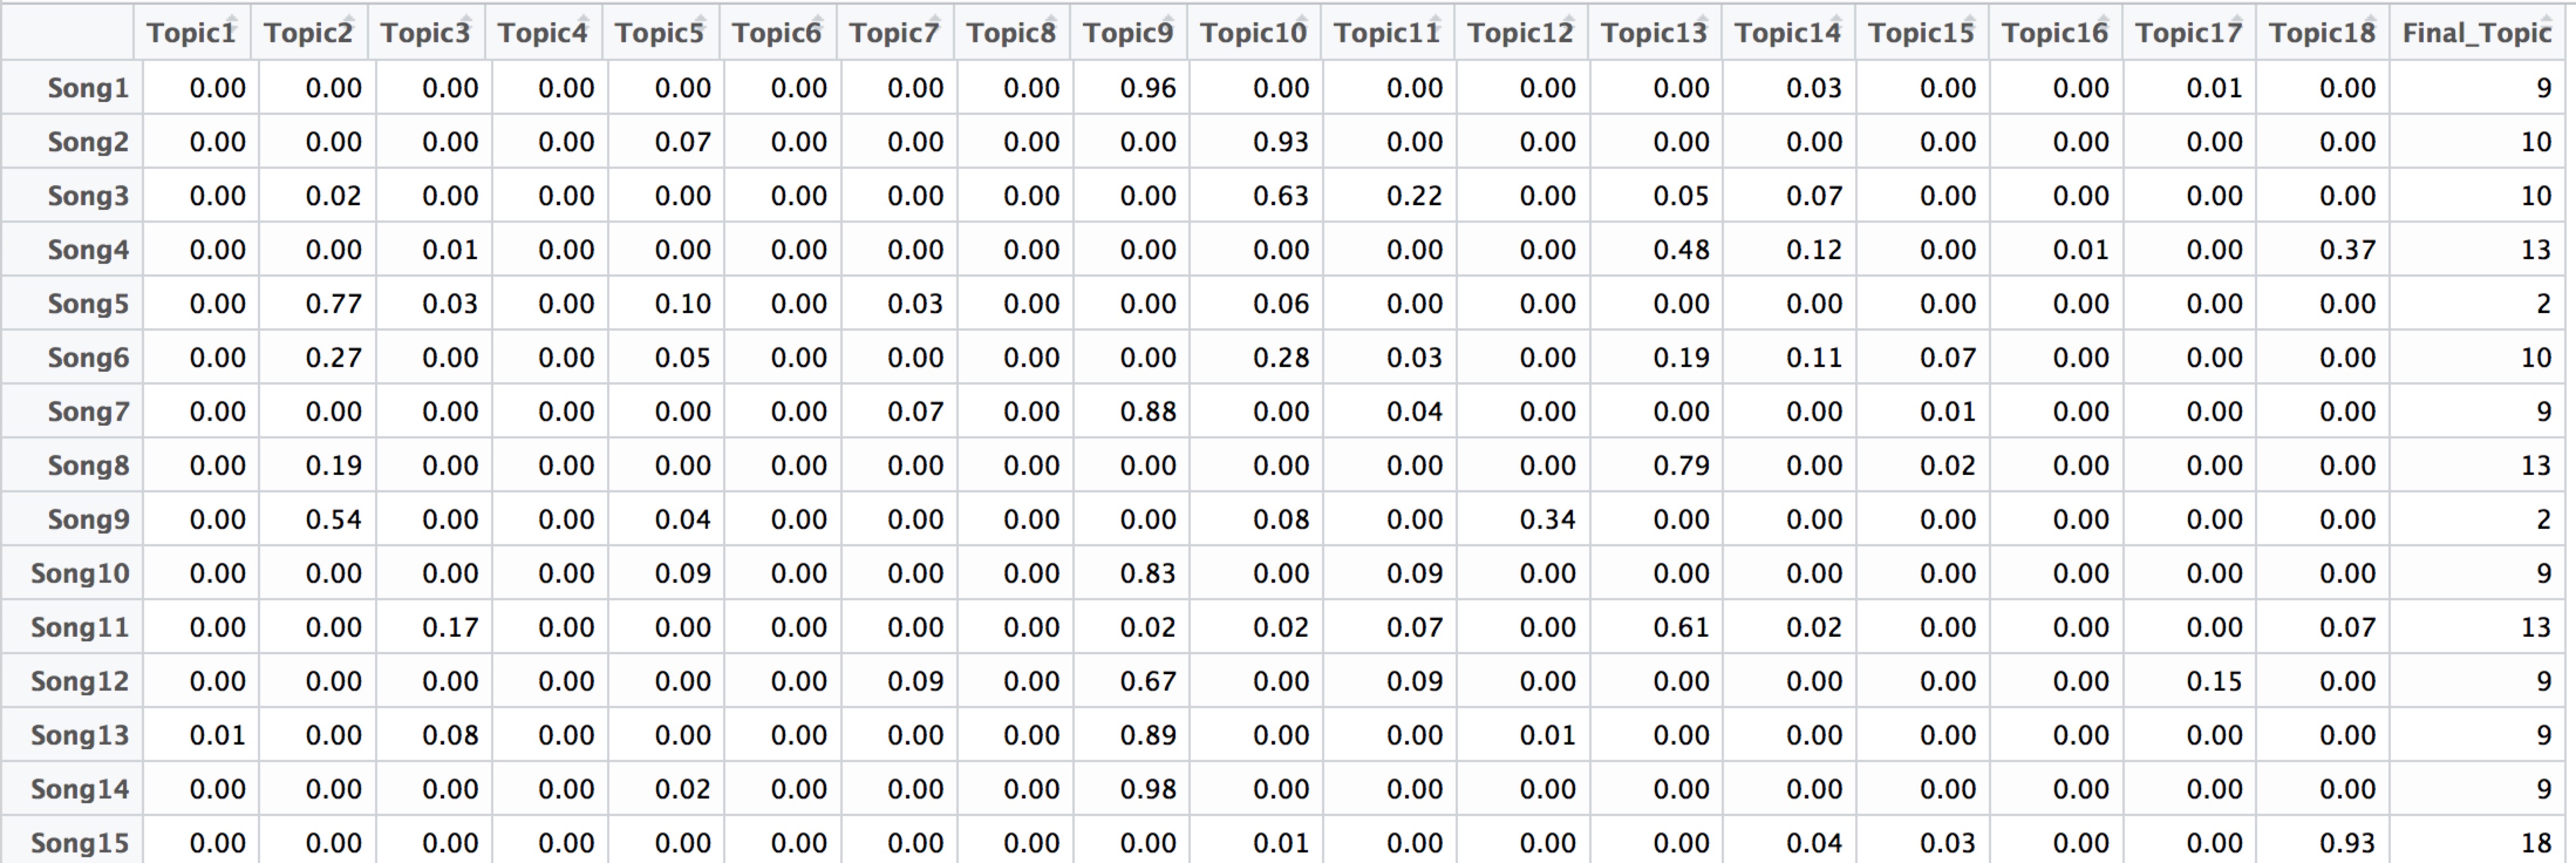 Topic1 Topic2 Topic3 Topic4 Topic5 Topic6 Topic7 Topic8 Topic9 Topic10 Topic11 Topic12 Topic13 Topic14 Topic15 Topic16 Topic17 Topic18 Final_Topic
Song1 0.00 0.00 0.00 0.00 0.00 0.00 0.00 0.00 0.96 0.00 0.00 0.00 0.00 0.03 0.00 0.00 0.01 0.00 9
Song2 0.00 0.00 0.00 0.00 0.07 0.00 0.00 0.00 0.00 0.93 0.00 0.00 0.00 0.00 0.00 0.00 0.00 0.00 10
Song3 0.00 0.02 0.00 0.00 0.00 0.00 0.00 0.00 0.00 0.63 0.22 0.00 0.05 0.07 0.00 0.00 0.00 0.00 10
Song4 0.00 0.00 0.01 0.00 0.00 0.00 0.00 0.00 0.00 0.00 0.00 0.00 0.48 0.12 0.00 0.01 0.00 0.37 13
Song5 0.00 0.77 0.03 0.00 0.10 0.00 0.03 0.00 0.00 0.06 0.00 0.00 0.00 0.00 0.00 0.00 0.00 0.00 2
Song6 0.00 0.27 0.00 0.00 0.05 0.00 0.00 0.00 0.00 0.28 0.03 0.00 0.19 0.11 0.07 0.00 0.00 0.00 10
Song7 0.00 0.00 0.00 0.00 0.00 0.00 0.07 0.00 0.88 0.00 0.04 0.00 0.00 0.00 0.01 0.00 0.00 0.00 9
Song8 0.00 0.19 0.00 0.00 0.00 0.00 0.00 0.00 0.00 0.00 0.00 0.00 0.79 0.00 0.02 0.00 0.00 0.00 13
Song9 0.00 0.54 0.00 0.00 0.04 0.00 0.00 0.00 0.00 0.08 0.00 0.34 0.00 0.00 0.00 0.00 0.00 0.00 2
Song10 0.00 0.00 0.00 0.00 0.09 0.00 0.00 0.00 0.83 0.00 0.09 0.00 0.00 0.00 0.00 0.00 0.00 0.00 9
Song11 0.00 0.00 0.17 0.00 0.00 0.00 0.00 0.00 0.02 0.02 0.07 0.00 0.61 0.02 0.00 0.00 0.00 0.07 13
Song12 0.00 0.00 0.00 0.00 0.00 0.00 0.09 0.00 0.67 0.00 0.09 0.00 0.00 0.00 0.00 0.00 0.15 0.00 9
Song13 0.01 0.00 0.08 0.00 0.00 0.00 0.00 0.00 0.89 0.00 0.00 0.01 0.00 0.00 0.00 0.00 0.00 0.00 9
Song14 0.00 0.00 0.00 0.00 0.02 0.00 0.00 0.00 0.98 0.00 0.00 0.00 0.00 0.00 0.00 0.00 0.00 0.00 9
Song15 0.00 0.00 0.00 0.00 0.00 0.00 0.00 0.00 0.00 0.01 0.00 0.00 0.00 0.04 0.03 0.00 0.00 0.93 18